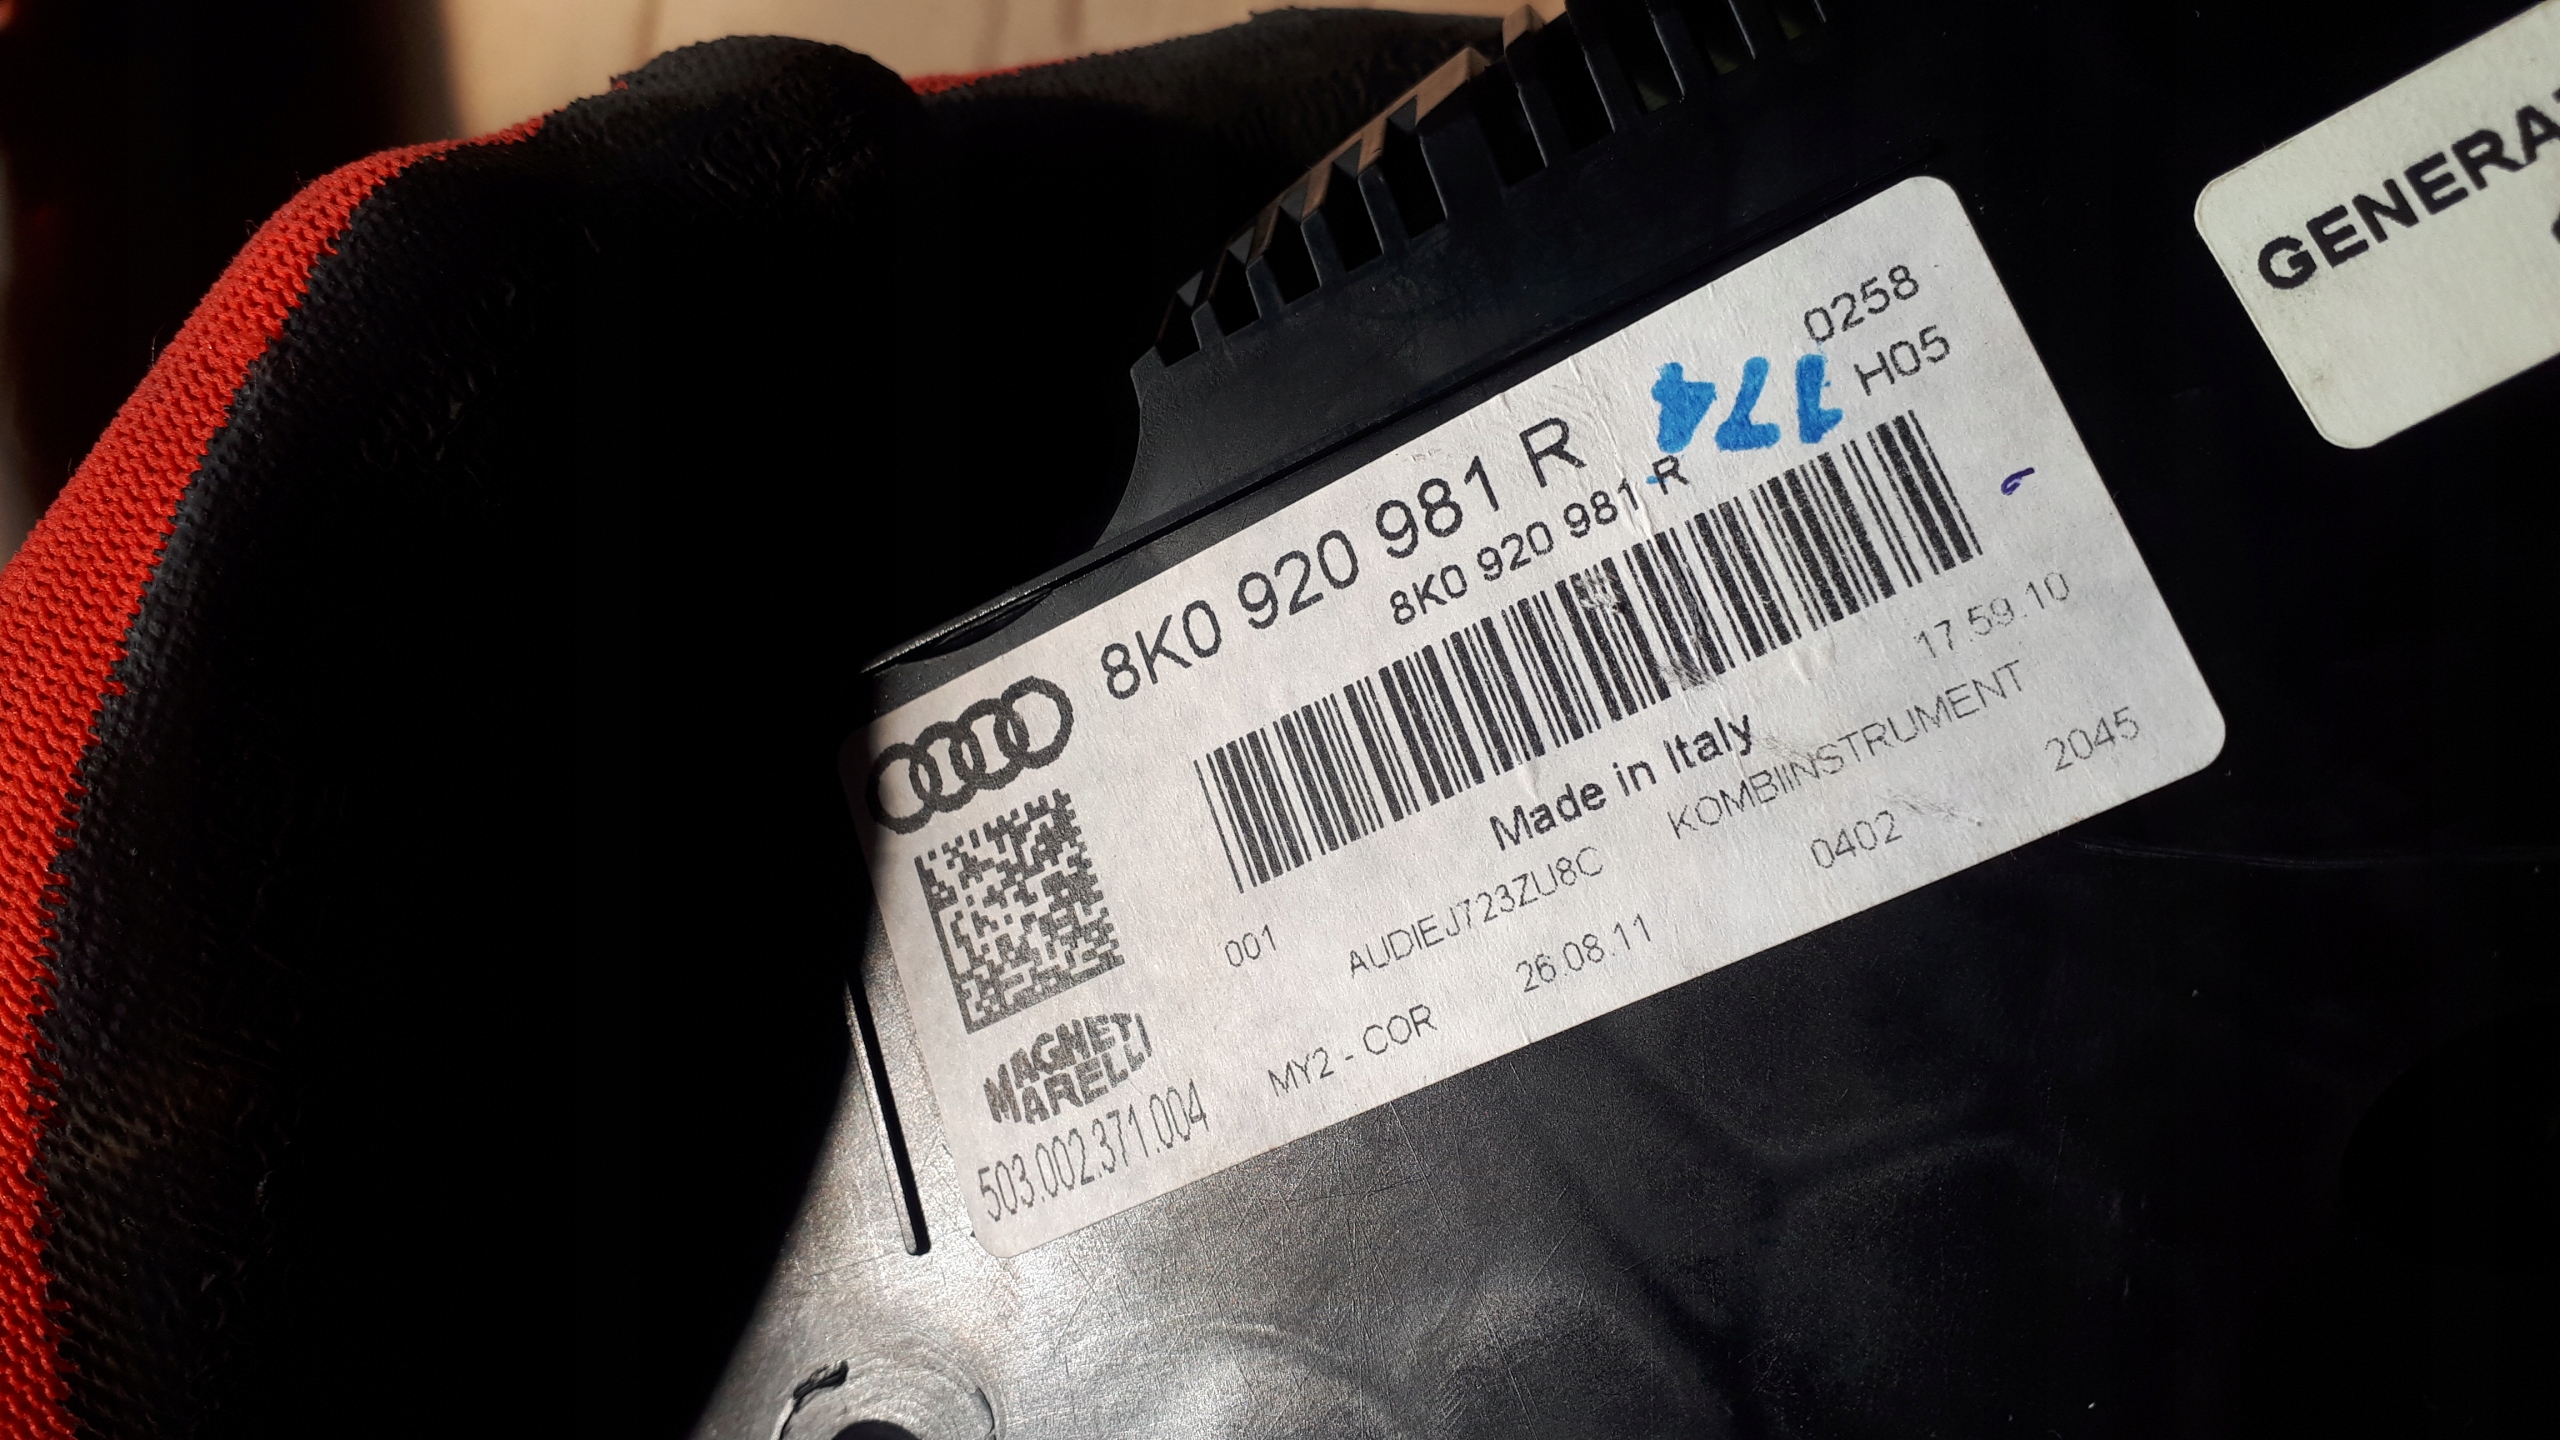 0258
8K0 920 981 R
174
H05
8K0 920 981 R
17.59.10
Made in Italy
001 AUDIEJ723ZU8C KOMBIINSTRUMENT
MAGNETI
MARELLI
MY2 - COR 26.08.11 0402 2045
503.002.371.004